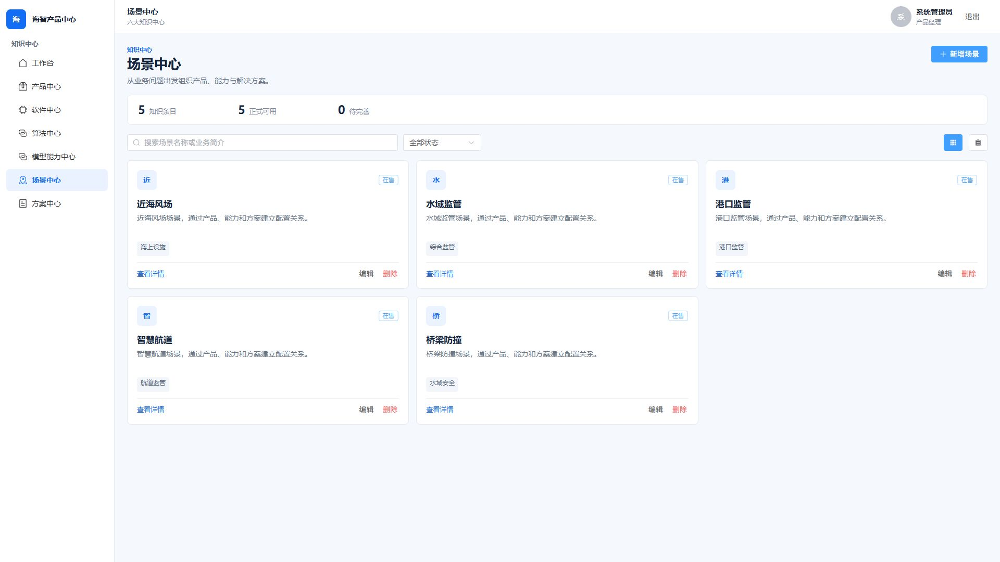 海 海智产品中心
知识中心
工作台
产品中心
软件中心
算法中心
模型能力中心
场景中心
方案中心
场景中心
六大知识中心
系 系统管理员
产品经理
退出
知识中心
场景中心
从业务问题出发组织产品、能力与解决方案。
新增场景
5 知识条目 5 正式可用 0 待完善
搜索场景名称或业务简介 全部状态
近 在售
近海风场
近海风场场景，通过产品、能力和方案建立配置关系。
海上设施
查看详情 编辑 删除
水 在售
水域监管
水域监管场景，通过产品、能力和方案建立配置关系。
综合监管
查看详情 编辑 删除
港 在售
港口监管
港口监管场景，通过产品、能力和方案建立配置关系。
港口监管
查看详情 编辑 删除
智 在售
智慧航道
智慧航道场景，通过产品、能力和方案建立配置关系。
航道监管
查看详情 编辑 删除
桥 在售
桥梁防撞
桥梁防撞场景，通过产品、能力和方案建立配置关系。
水域安全
查看详情 编辑 删除